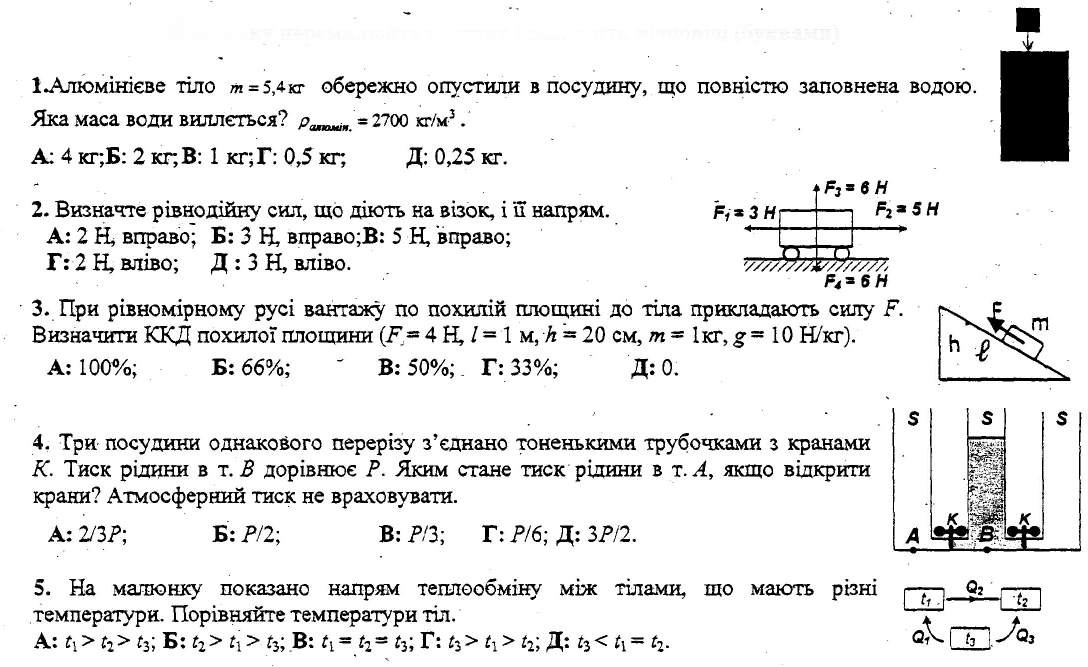 1.Алюмінієве тіло m = 5,4 кг обережно опустили в посудину, що повністю заповнена водою.
Яка маса води виллється? ρалюмін. = 2700 кг/м³ .
А: 4 кг; Б: 2 кг; В: 1 кг; Г: 0,5 кг; Д: 0,25 кг.
2. Визначте рівнодійну сил, що діють на візок, і її напрям.
А: 2 Н, вправо; Б: 3 Н, вправо; В: 5 Н, вправо;
Г: 2 Н, вліво; Д : 3 Н, вліво.
F₃ = 6 Н
F₁ = 3 Н F₂ = 5 Н
F₄ = 6 Н
3. При рівномірному русі вантажу по похилій площині до тіла прикладають силу F.
Визначити ККД похилої площини (F = 4 Н, l = 1 м, h = 20 см, m = 1кг, g = 10 Н/кг).
А: 100%; Б: 66%; В: 50%; Г: 33%; Д: 0.
F m
h ℓ
4. Три посудини однакового перерізу з’єднано тоненькими трубочками з кранами
К. Тиск рідини в т. В дорівнює Р. Яким стане тиск рідини в т. А, якщо відкрити
крани? Атмосферний тиск не враховувати.
А: 2/3Р; Б: Р/2; В: Р/3; Г: Р/6; Д: 3Р/2.
S S S
К К
А В
5. На малюнку показано напрям теплообміну між тілами, що мають різні
температури. Порівняйте температури тіл.
А: t₁ > t₂ > t₃; Б: t₂ > t₁ > t₃; В: t₁ = t₂ = t₃; Г: t₃ > t₁ > t₂; Д: t₃ < t₁ = t₂.
t₁ Q₂ t₂
Q₁ t₃ Q₃